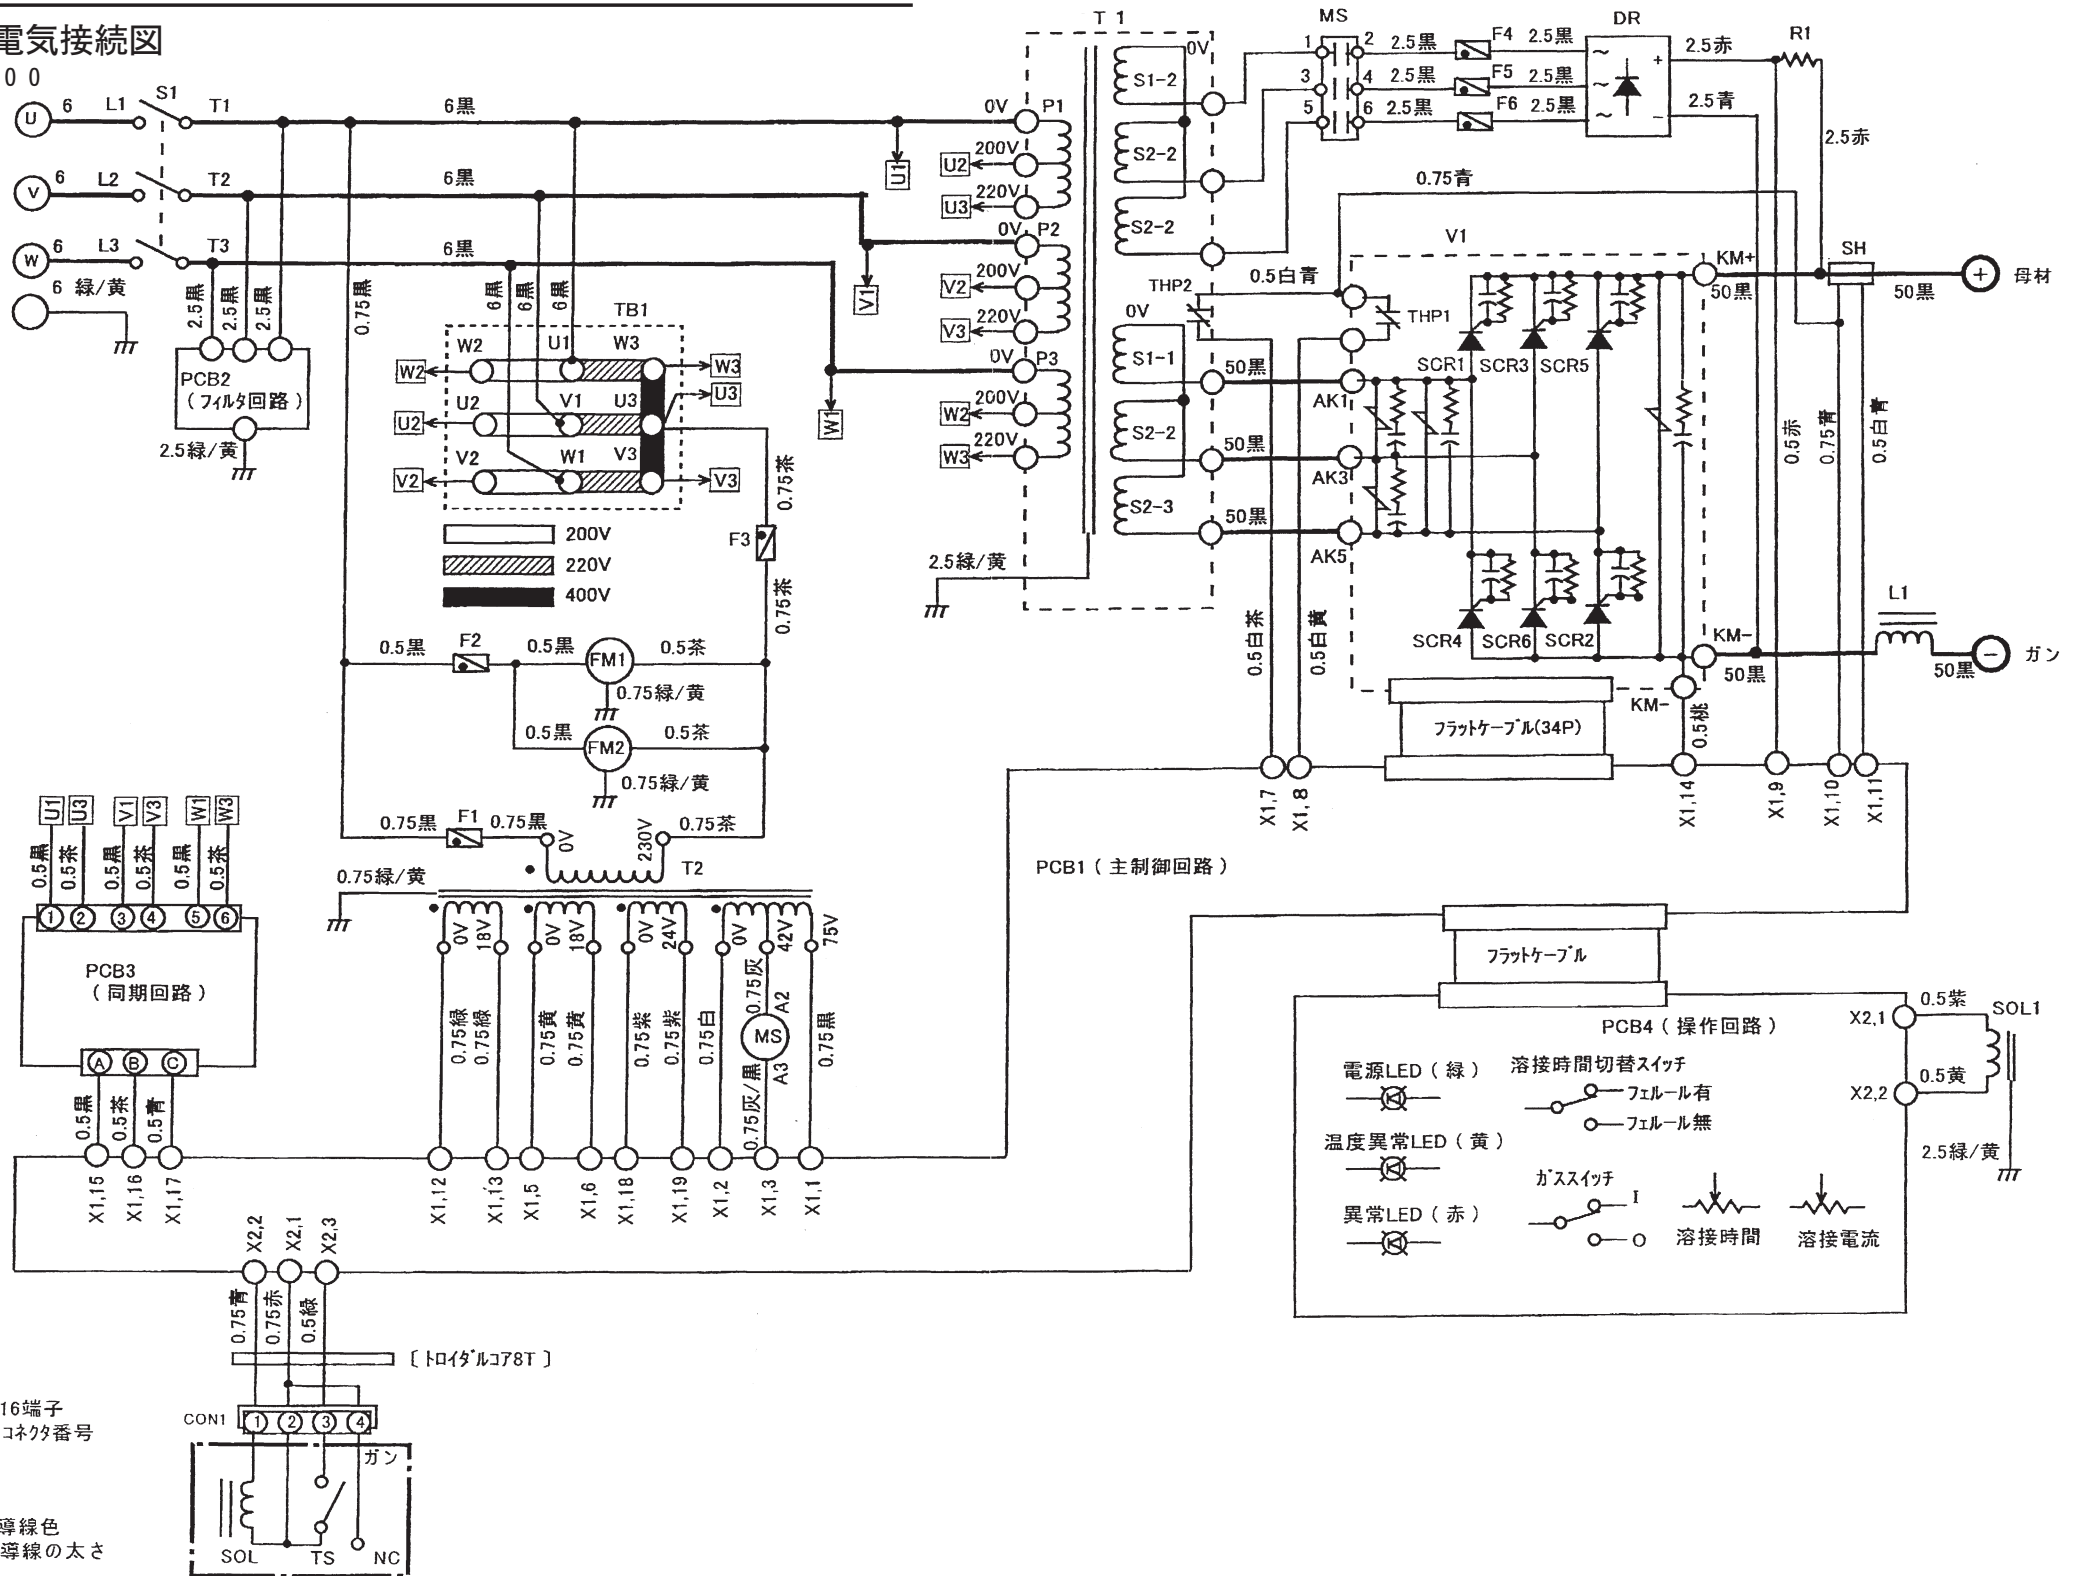 電気接続図
00
U 6 L1 S1 T1 6黒
V 6 L2 T2 6黒
W 6 L3 T3 6黒
6 緑/黄
2.5黒 2.5黒 2.5黒
PCB2
(フィルタ回路)
2.5緑/黄
0.75黒
6黒 6黒 6黒
TB1
W2 U1 W3
W2 W3
U3
U2 V1 U3
U2
V2 W1 V3
V2 V3
200V
220V
400V
0.75茶
F3
0.75茶
0.5黒 F2 0.5黒 FM1 0.5茶
0.75緑/黄
0.5黒 FM2 0.5茶
0.75緑/黄
0.75黒 F1 0.75黒 0V 230V 0.75茶
T2
0.75緑/黄
0V 18V 0V 18V 0V 24V 0V 42V 75V
0.75緑 0.75緑 0.75黄 0.75黄 0.75紫 0.75紫 0.75白 0.75灰 A2 MS A3 0.75灰/黒 0.75黒
X1,12 X1,13 X1,5 X1,6 X1,18 X1,19 X1,2 X1,3 X1,1
U1 V1 W1
T 1
0V P1
200V U2
220V U3
0V P2
200V V2
220V V3
0V P3
200V W2
220V W3
2.5緑/黄
0V
S1-2
S2-2
S2-2
0V
S1-1
S2-2
S2-3
MS
1 2 2.5黒 F4 2.5黒
3 4 2.5黒 F5 2.5黒
5 6 2.5黒 F6 2.5黒
DR
~ +
~
~ −
2.5赤 R1
2.5青
2.5赤
0.75青
THP2 0.5白青
THP1
V1
SCR1 SCR3 SCR5
SCR4 SCR6 SCR2
50黒 AK1
50黒 AK3
50黒 AK5
KM+ 50黒 SH 50黒 + 母材
KM- 50黒 L1 50黒 − ガン
KM-
0.5桃
0.5赤 0.75青 0.5白青
0.5白茶 0.5白黄
フラットケーブル(34P)
X1,7 X1,8 X1,14 X1,9 X1,10 X1,11
PCB1(主制御回路)
フラットケーブル
PCB4(操作回路)
X2,1 0.5紫 SOL1
X2,2 0.5黄
2.5緑/黄
電源LED(緑)
温度異常LED(黄)
異常LED(赤)
溶接時間切替スイッチ
フェルール有
フェルール無
ガススイッチ
I
O
溶接時間
溶接電流
U1 U3 V1 V3 W1 W3
0.5黒 0.5茶 0.5黒 0.5茶 0.5黒 0.5茶
1 2 3 4 5 6
PCB3
(同期回路)
A B C
0.5黒 0.5茶 0.5青
X1,15 X1,16 X1,17
X2,2 X2,1 X2,3
0.75青 0.75赤 0.5緑
〔トロイダルコア8T〕
CON1 1 2 3 4
ガン
SOL TS NC
16端子
コネクタ番号
導線色
導線の太さ